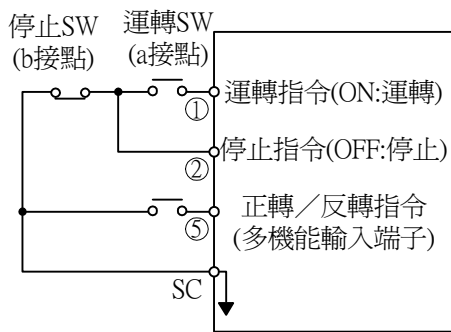 停止SW
(b接點)
運轉SW
(a接點)
① 運轉指令(ON:運轉)
② 停止指令(OFF:停止)
⑤ 正轉／反轉指令
(多機能輸入端子)
SC